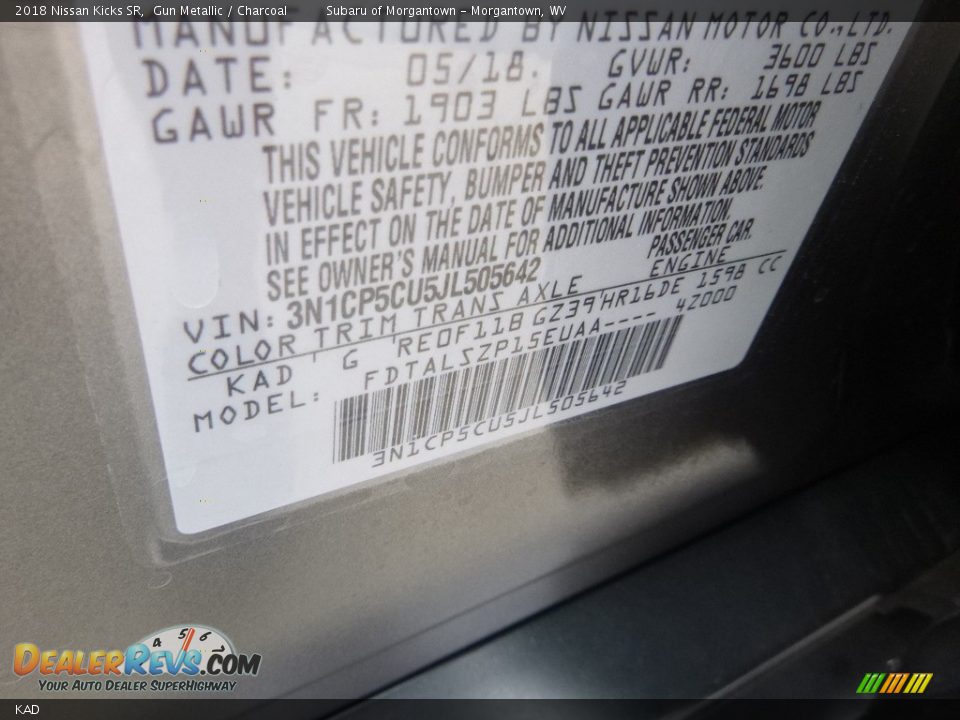 2018 Nissan Kicks SR, Gun Metallic / Charcoal Subaru of Morgantown - Morgantown, WV
MANUFACTURED BY NISSAN MOTOR CO.,LTD.
DATE: 05/18. GVWR: 3600 LBS
GAWR FR: 1903 LBS GAWR RR: 1698 LBS
THIS VEHICLE CONFORMS TO ALL APPLICABLE FEDERAL MOTOR
VEHICLE SAFETY, BUMPER AND THEFT PREVENTION STANDARDS
IN EFFECT ON THE DATE OF MANUFACTURE SHOWN ABOVE.
SEE OWNER'S MANUAL FOR ADDITIONAL INFORMATION.
VIN: 3N1CP5CU5JL505642 PASSENGER CAR.
COLOR TRIM TRANS AXLE ENGINE
KAD ' G 'RE0F11B GZ39'HR16DE 1598 CC
MODEL: FDTALSZP15EUAA---- 4Z000
3N1CP5CU5JL505642
4 5 6
DEALERREVS.COM
YOUR AUTO DEALER SUPERHIGHWAY
KAD